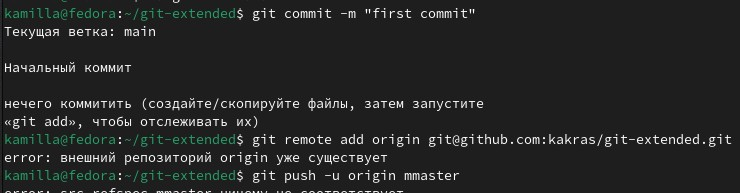 kamilla@fedora:~/git-extended$ git commit -m "first commit"
Текущая ветка: main
Начальный коммит
нечего коммитить (создайте/скопируйте файлы, затем запустите
«git add», чтобы отслеживать их)
kamilla@fedora:~/git-extended$ git remote add origin git@github.com:kakras/git-extended.git
error: внешний репозиторий origin уже существует
kamilla@fedora:~/git-extended$ git push -u origin mmaster
error: src refspec mmaster ничему не соответствует